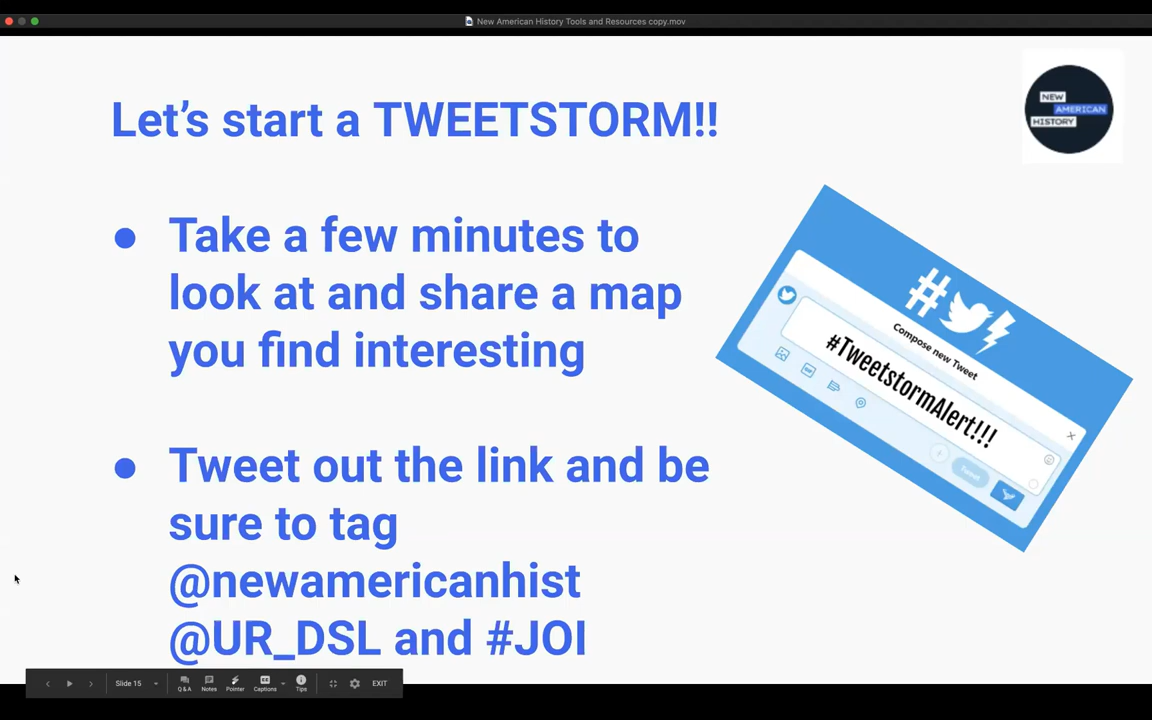 New American History Tools and Resources copy.mov
Let's start a TWEETSTORM!!
NEW
AMERICAN
HISTORY
● Take a few minutes to
look at and share a map
you find interesting
#
Compose new Tweet
#TweetstormAlert!!!
GIF
Tweet
● Tweet out the link and be
sure to tag
@newamericanhist
@UR_DSL and #JOI
Slide 15
Q&A
Notes
Pointer
Captions
Tips
EXIT